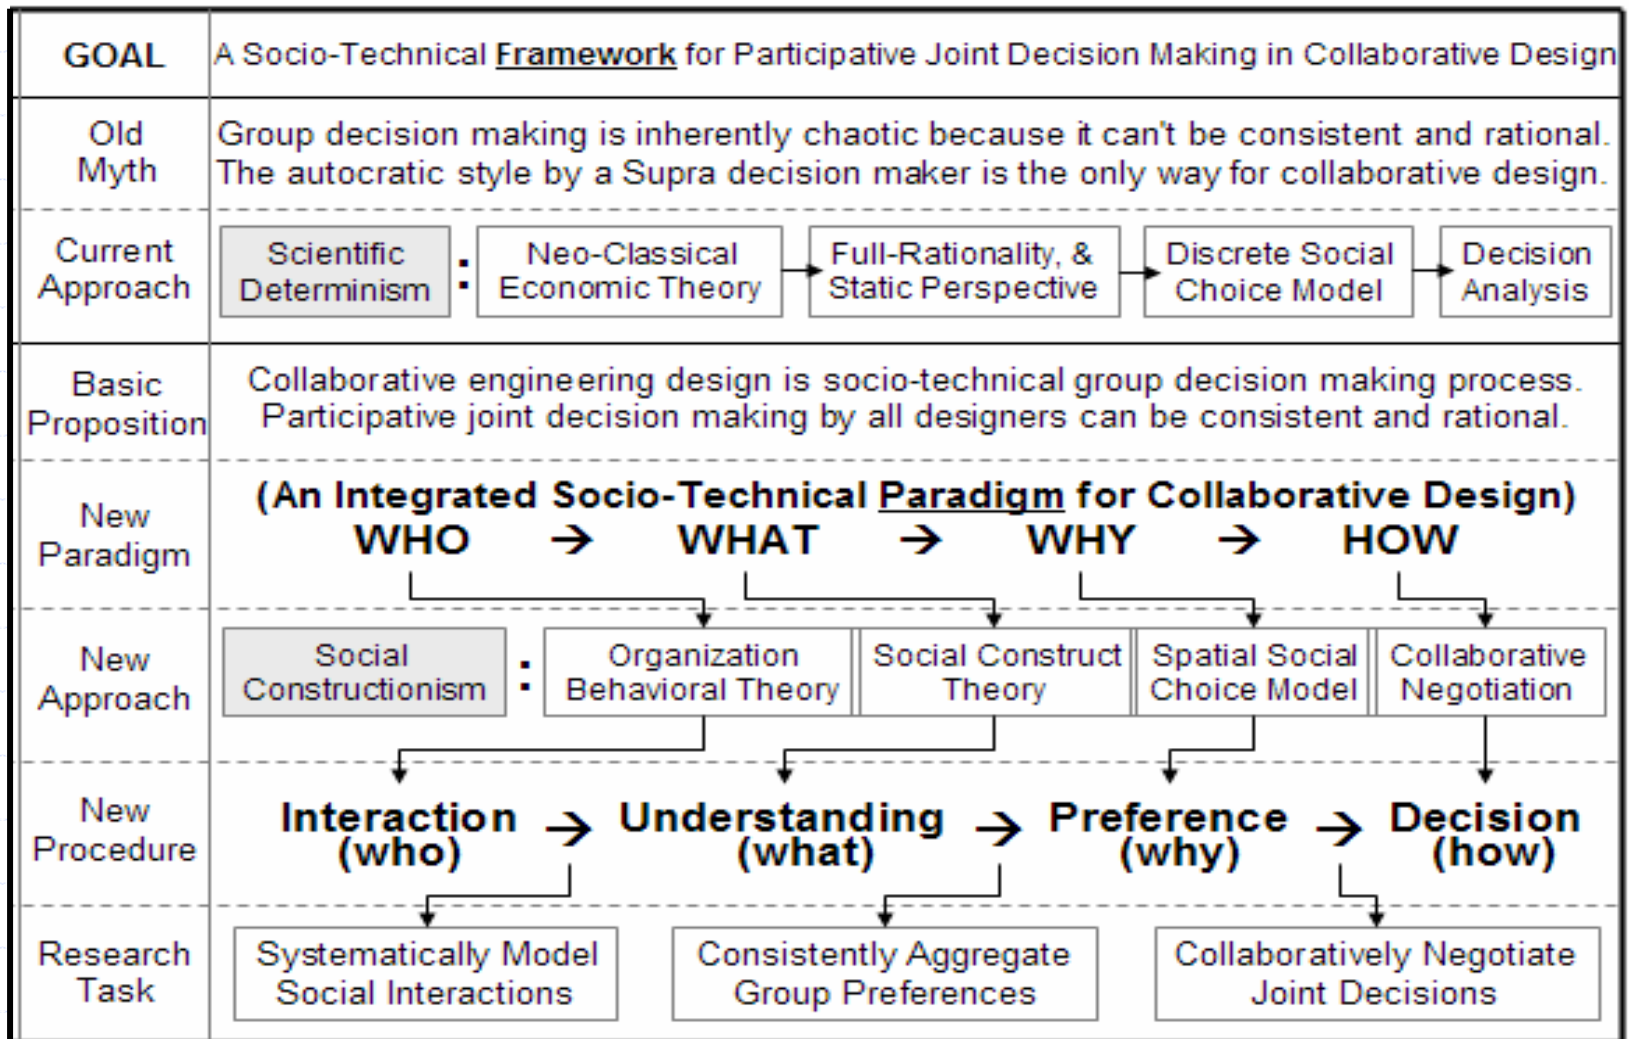 GOAL
A Socio-Technical Framework for Participative Joint Decision Making in Collaborative Design
Old
Myth
Group decision making is inherently chaotic because it can't be consistent and rational.
The autocratic style by a Supra decision maker is the only way for collaborative design.
Current
Approach
Scientific
Determinism
:
Neo-Classical
Economic Theory
Full-Rationality, &
Static Perspective
Discrete Social
Choice Model
Decision
Analysis
Basic
Proposition
Collaborative engineering design is socio-technical group decision making process.
Participative joint decision making by all designers can be consistent and rational.
New
Paradigm
(An Integrated Socio-Technical Paradigm for Collaborative Design)
WHO → WHAT → WHY → HOW
New
Approach
Social
Constructionism
:
Organization
Behavioral Theory
Social Construct
Theory
Spatial Social
Choice Model
Collaborative
Negotiation
New
Procedure
Interaction
(who)
→
Understanding
(what)
→
Preference
(why)
→
Decision
(how)
Research
Task
Systematically Model
Social Interactions
Consistently Aggregate
Group Preferences
Collaboratively Negotiate
Joint Decisions